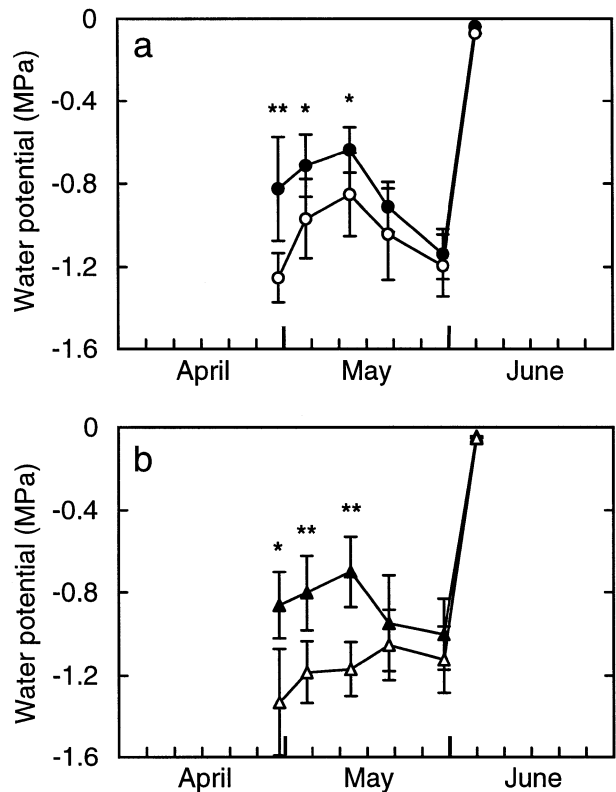 a
Water potential (MPa)
0
-0.4
-0.8
-1.2
-1.6
** * *
April May June
b
Water potential (MPa)
0
-0.4
-0.8
-1.2
-1.6
* ** **
April May June